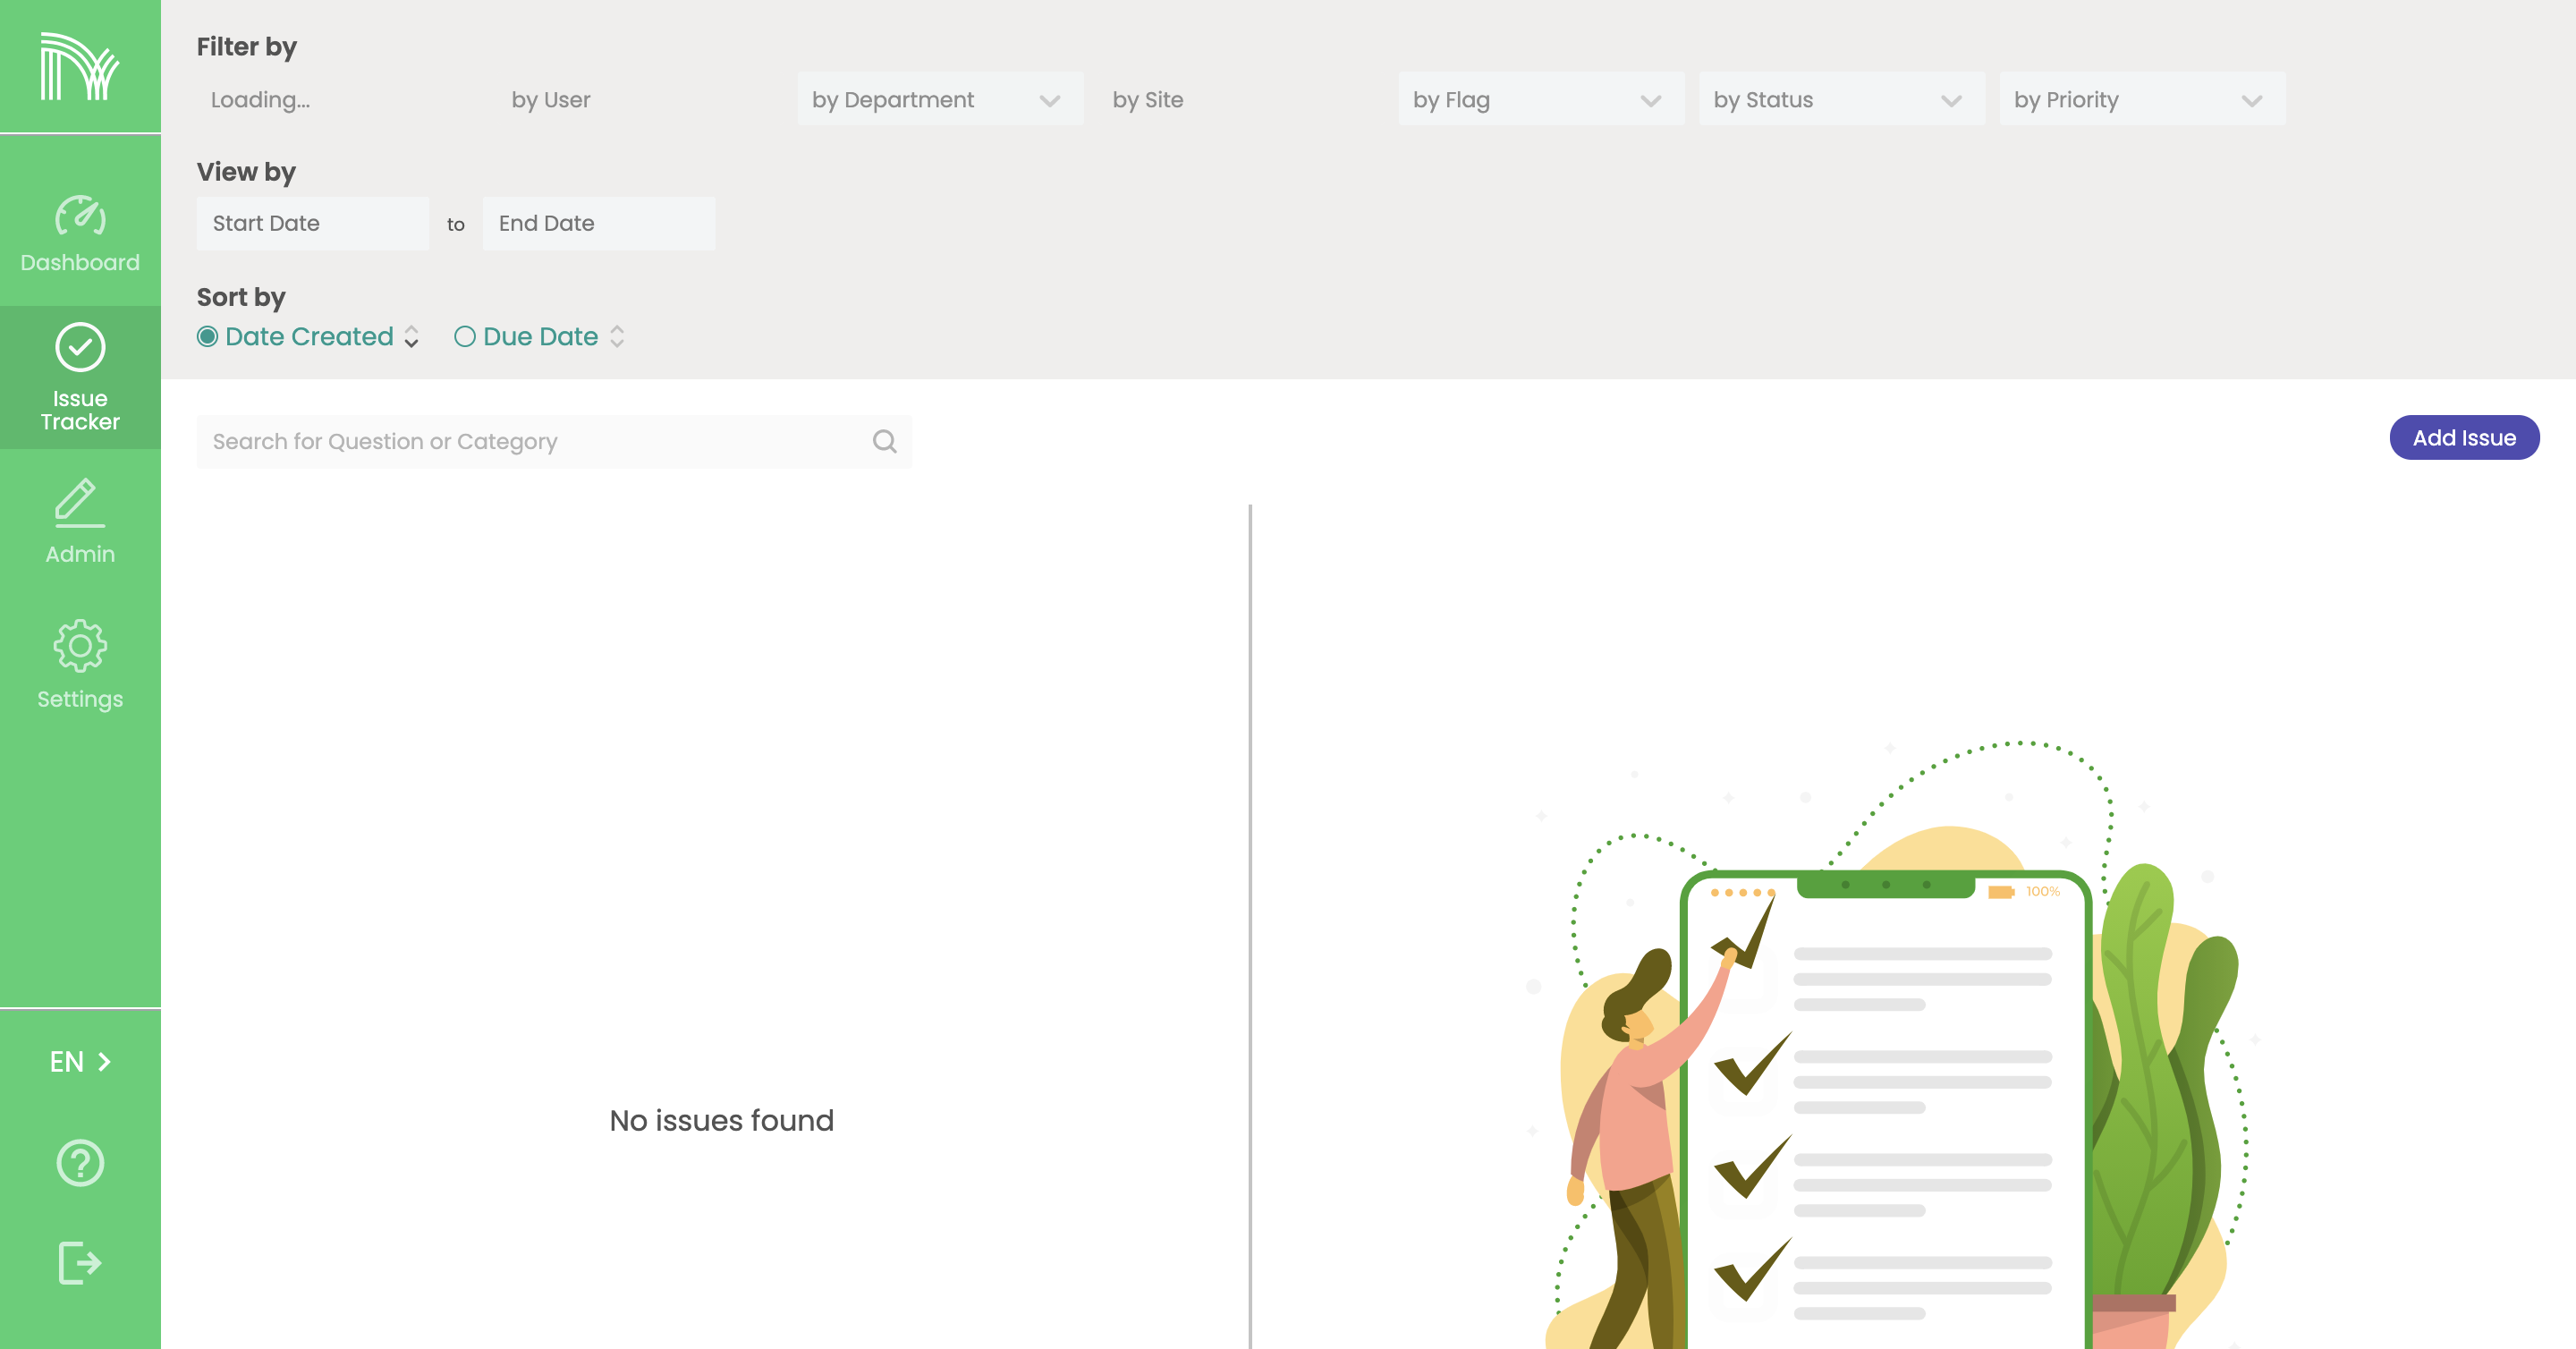 Filter by
Loading...
by User
by Department
by Site
by Flag
by Status
by Priority
View by
Start Date
to
End Date
Sort by
Date Created
Due Date
Search for Question or Category
Add Issue
Dashboard
Issue
Tracker
Admin
Settings
EN
No issues found
100%